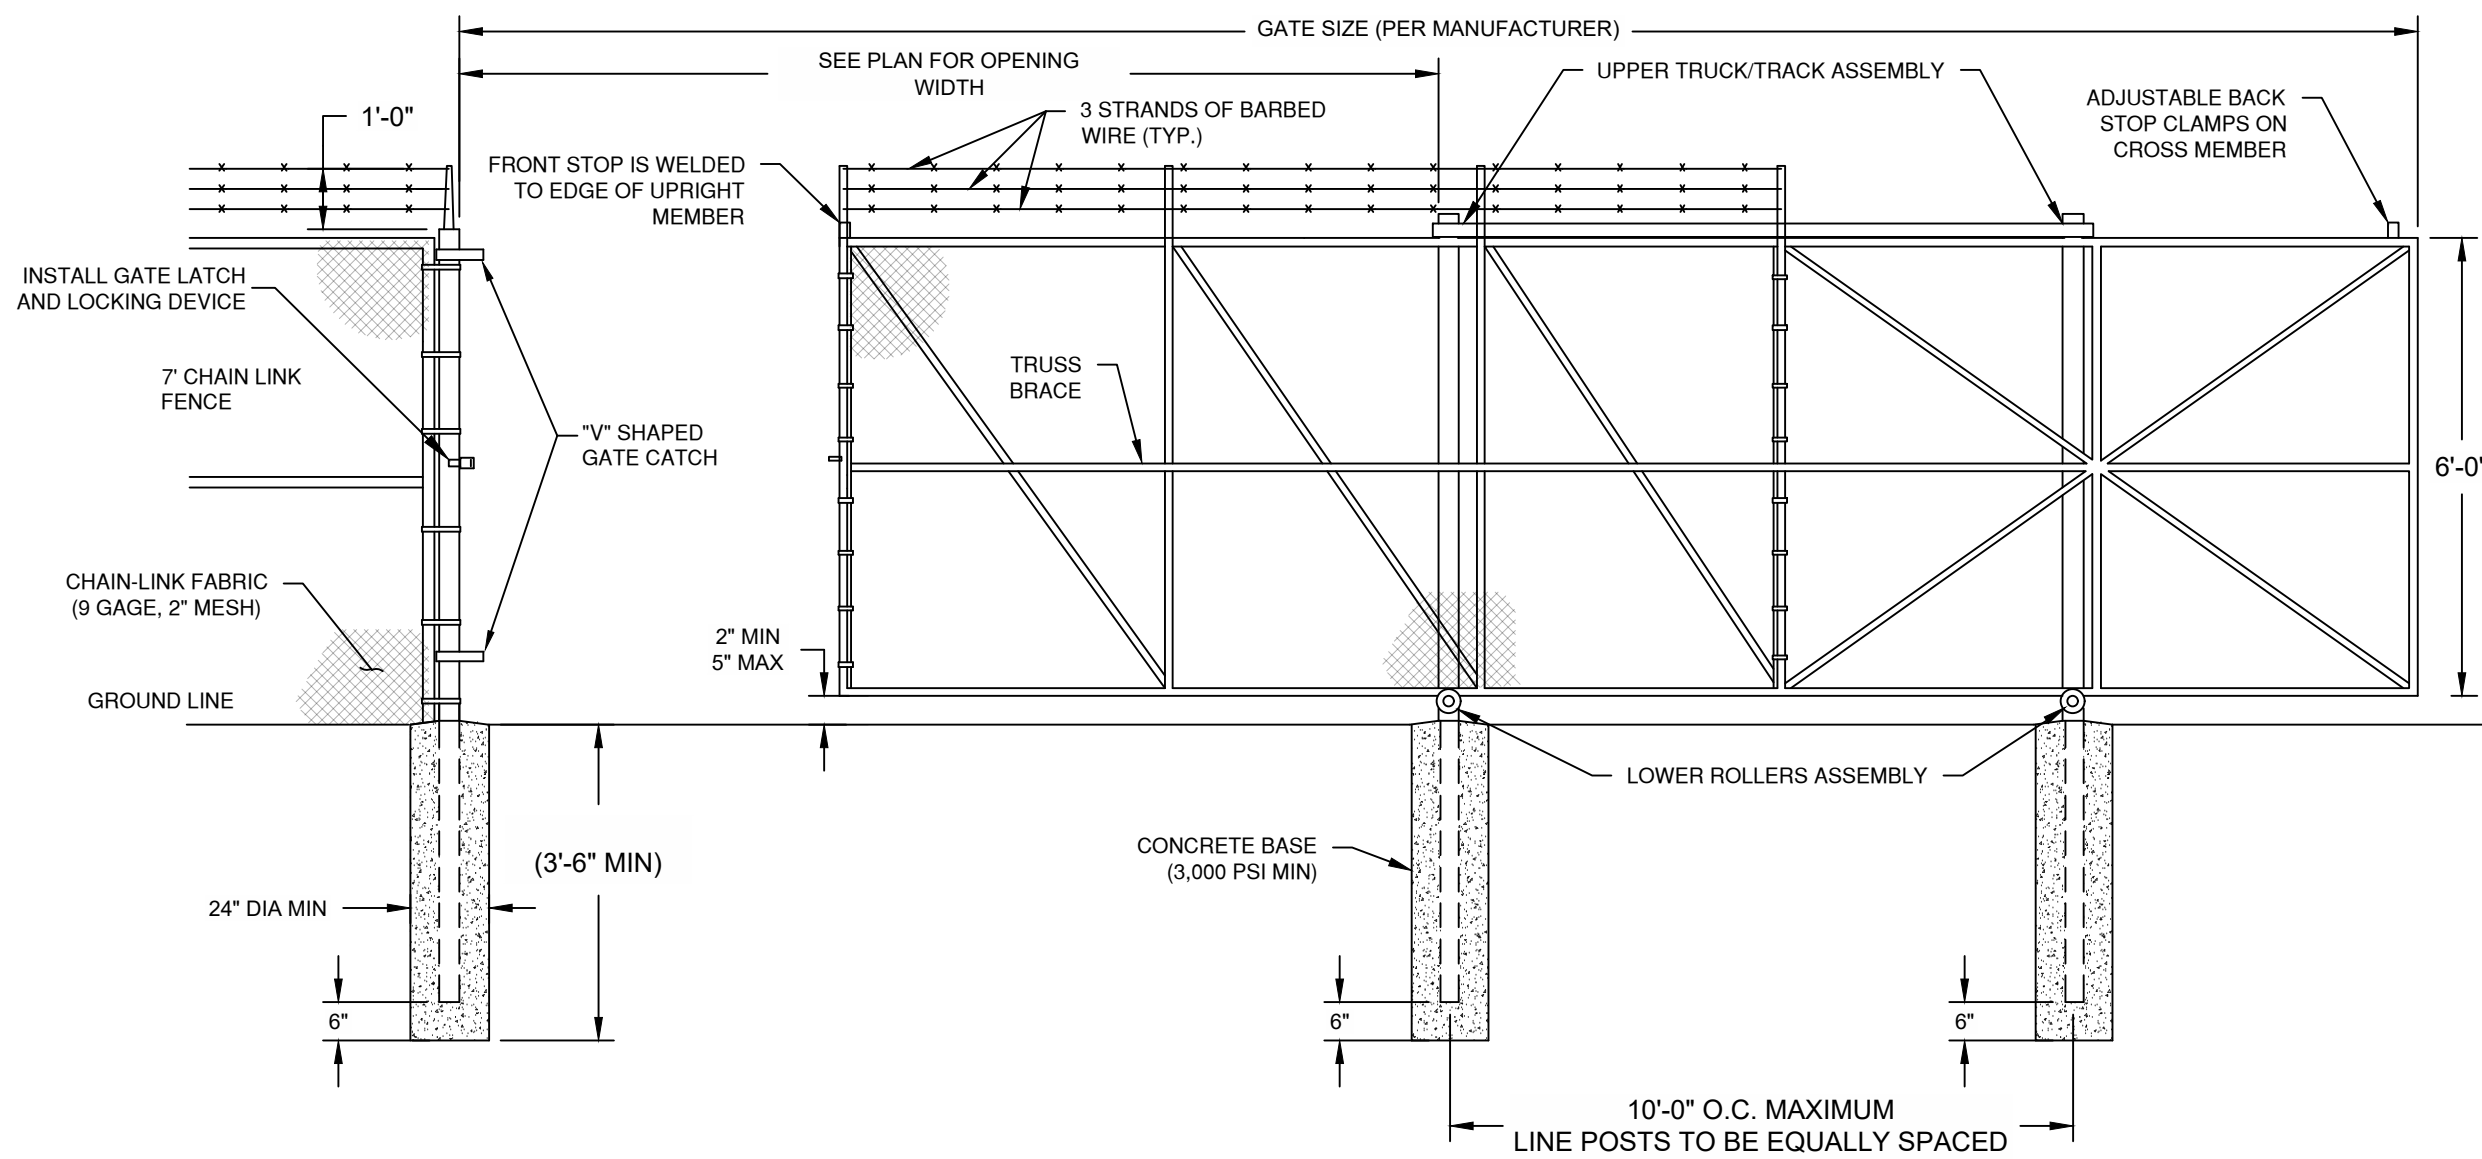 GATE SIZE (PER MANUFACTURER)
SEE PLAN FOR OPENING
WIDTH
UPPER TRUCK/TRACK ASSEMBLY
ADJUSTABLE BACK
STOP CLAMPS ON
CROSS MEMBER
1'-0"
3 STRANDS OF BARBED
WIRE (TYP.)
FRONT STOP IS WELDED
TO EDGE OF UPRIGHT
MEMBER
INSTALL GATE LATCH
AND LOCKING DEVICE
7' CHAIN LINK
FENCE
TRUSS
BRACE
"V" SHAPED
GATE CATCH
6'-0'
CHAIN-LINK FABRIC
(9 GAGE, 2" MESH)
2" MIN
5" MAX
GROUND LINE
LOWER ROLLERS ASSEMBLY
(3'-6" MIN)
CONCRETE BASE
(3,000 PSI MIN)
24" DIA MIN
6"
6"
6"
10'-0" O.C. MAXIMUM
LINE POSTS TO BE EQUALLY SPACED